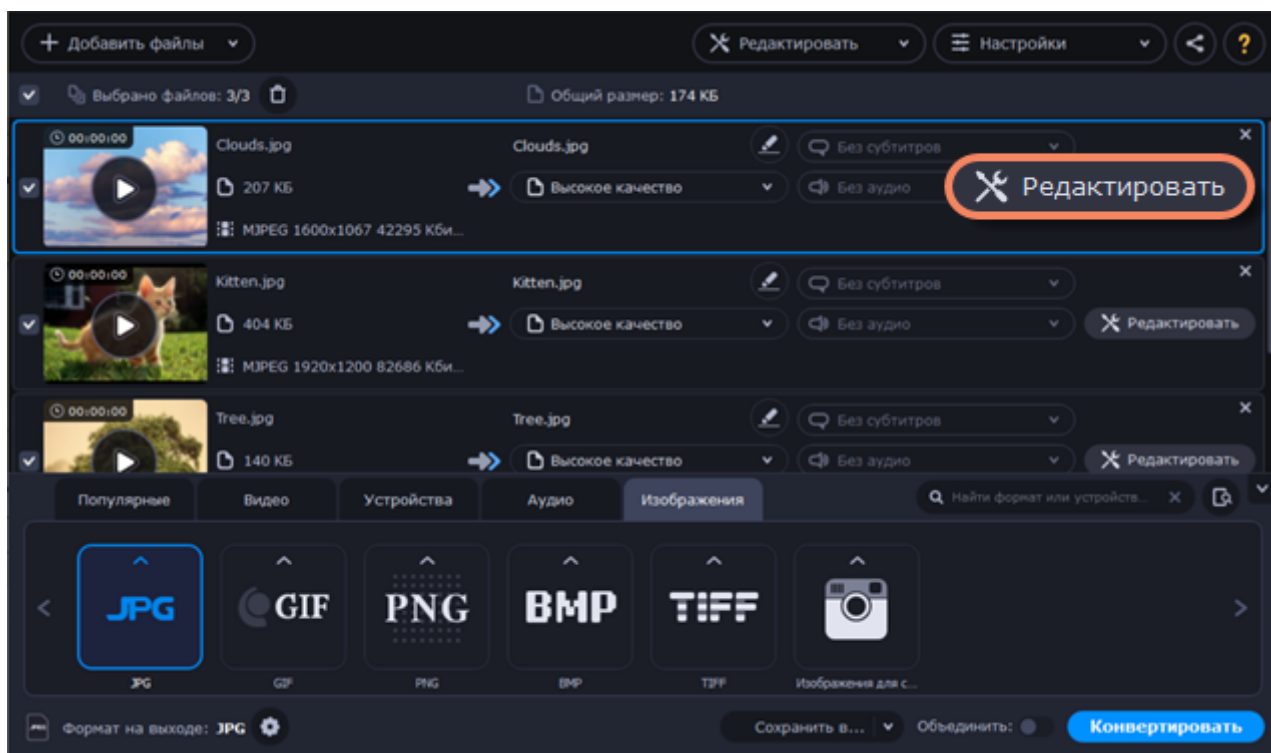 Добавить файлы
Редактировать
Настройки
?
Выбрано файлов: 3/3
Общий размер: 174 КБ
00:00:00
Clouds.jpg
Clouds.jpg
Без субтитров
207 КБ
Высокое качество
Без аудио
Редактировать
MJPEG 1600x1067 42295 Кби...
00:00:00
Kitten.jpg
Kitten.jpg
Без субтитров
404 КБ
Высокое качество
Без аудио
Редактировать
MJPEG 1920x1200 82686 Кби...
00:00:00
Tree.jpg
Tree.jpg
Без субтитров
140 КБ
Высокое качество
Без аудио
Редактировать
Популярные
Видео
Устройства
Аудио
Изображения
Найти формат или устройств...
JPG
GIF
PNG
BMP
TIFF
JPG
GIF
PNG
BMP
TIFF
Изображения для с...
Формат на выходе: JPG
Сохранить в...
Объединить:
Конвертировать